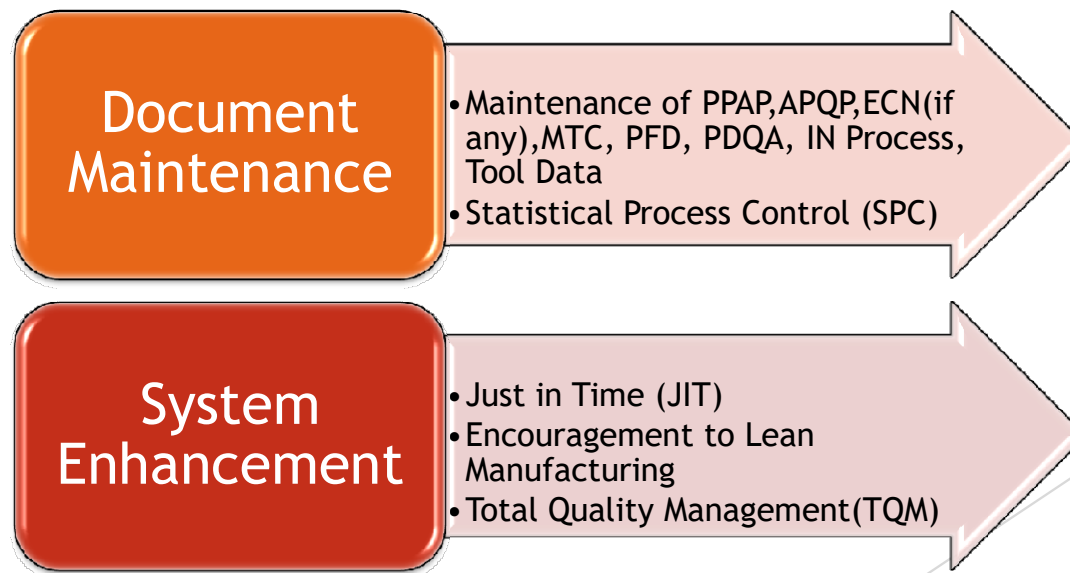 Document
Maintenance
•Maintenance of PPAP,APQP,ECN(if
any),MTC, PFD, PDQA, IN Process,
Tool Data
•Statistical Process Control (SPC)
System
Enhancement
•Just in Time (JIT)
•Encouragement to Lean
Manufacturing
•Total Quality Management(TQM)